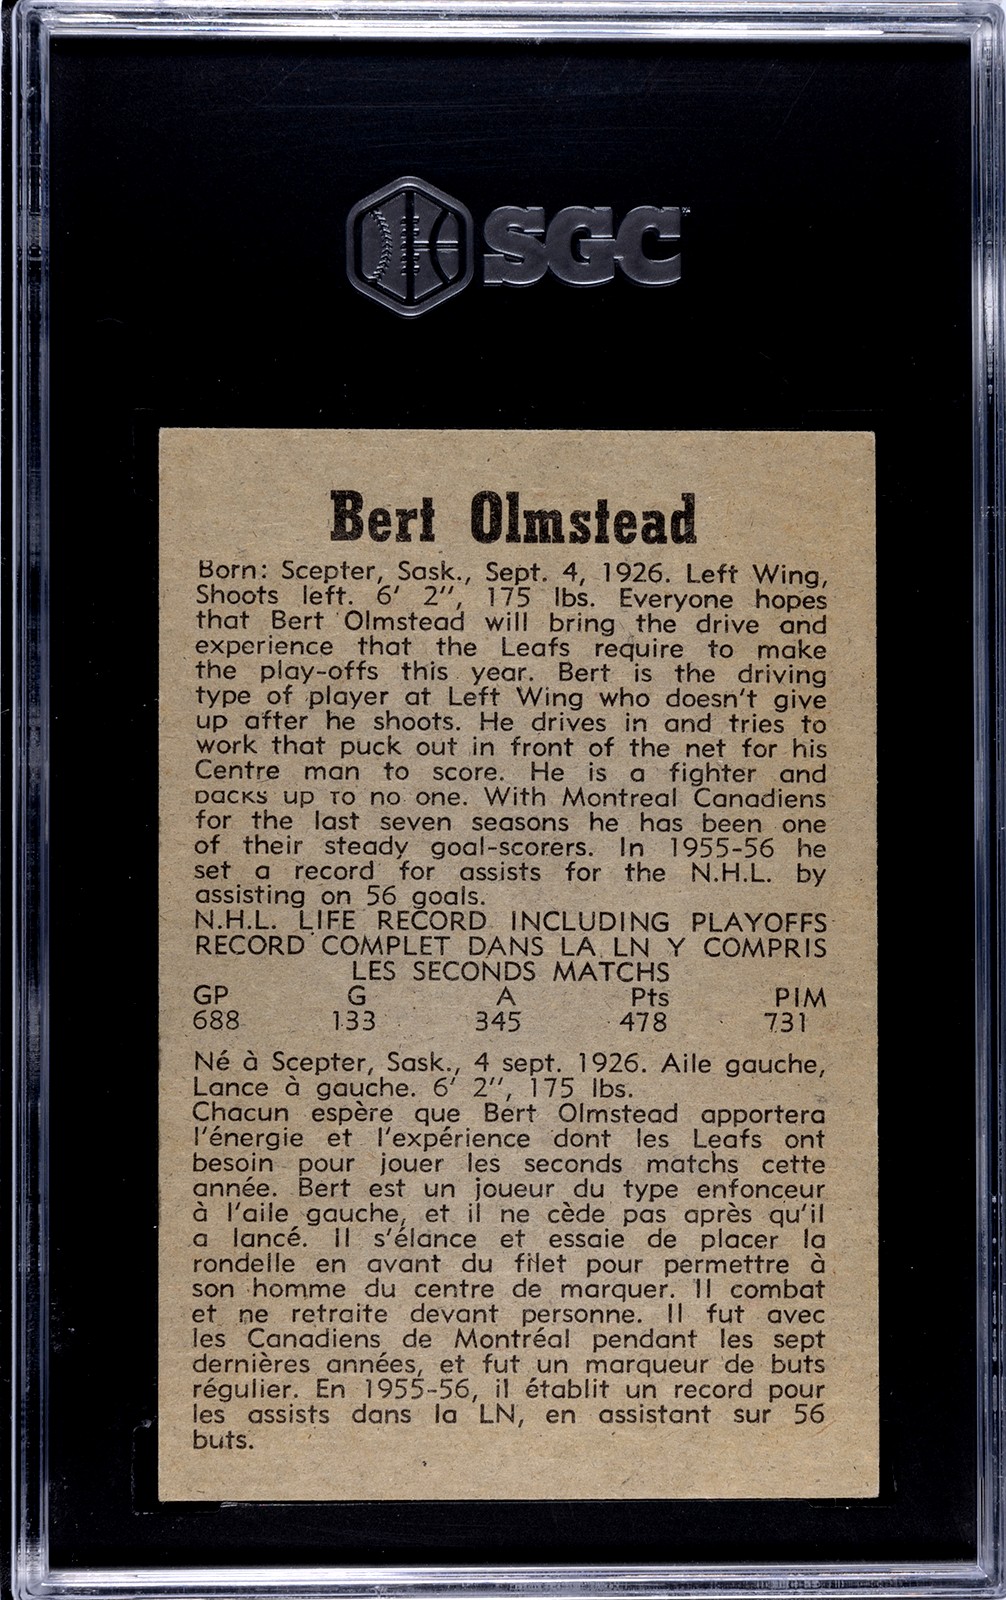 SGC
Bert Olmstead
Born: Scepter, Sask., Sept. 4, 1926. Left Wing,
Shoots left. 6' 2", 175 lbs. Everyone hopes
that Bert Olmstead will bring the drive and
experience that the Leafs require to make
the play-offs this year. Bert is the driving
type of player at Left Wing who doesn't give
up after he shoots. He drives in and tries to
work that puck out in front of the net for his
Centre man to score. He is a fighter and
backs up to no one. With Montreal Canadiens
for the last seven seasons he has been one
of their steady goal-scorers. In 1955-56 he
set a record for assists for the N.H.L. by
assisting on 56 goals.
N.H.L. LIFE RECORD INCLUDING PLAYOFFS
RECORD COMPLET DANS LA LN Y COMPRIS
LES SECONDS MATCHS
GP G A Pts PIM
688 133 345 478 731
Né à Scepter, Sask., 4 sept. 1926. Aile gauche,
Lance à gauche. 6' 2", 175 lbs.
Chacun espère que Bert Olmstead apportera
l'énergie et l'expérience dont les Leafs ont
besoin pour jouer les seconds matchs cette
année. Bert est un joueur du type enfonceur
à l'aile gauche, et il ne cède pas après qu'il
a lancé. Il s'élance et essaie de placer la
rondelle en avant du filet pour permettre à
son homme du centre de marquer. Il combat
et ne retraite devant personne. Il fut avec
les Canadiens de Montréal pendant les sept
dernières années, et fut un marqueur de buts
régulier. En 1955-56, il établit un record pour
les assists dans la LN, en assistant sur 56
buts.